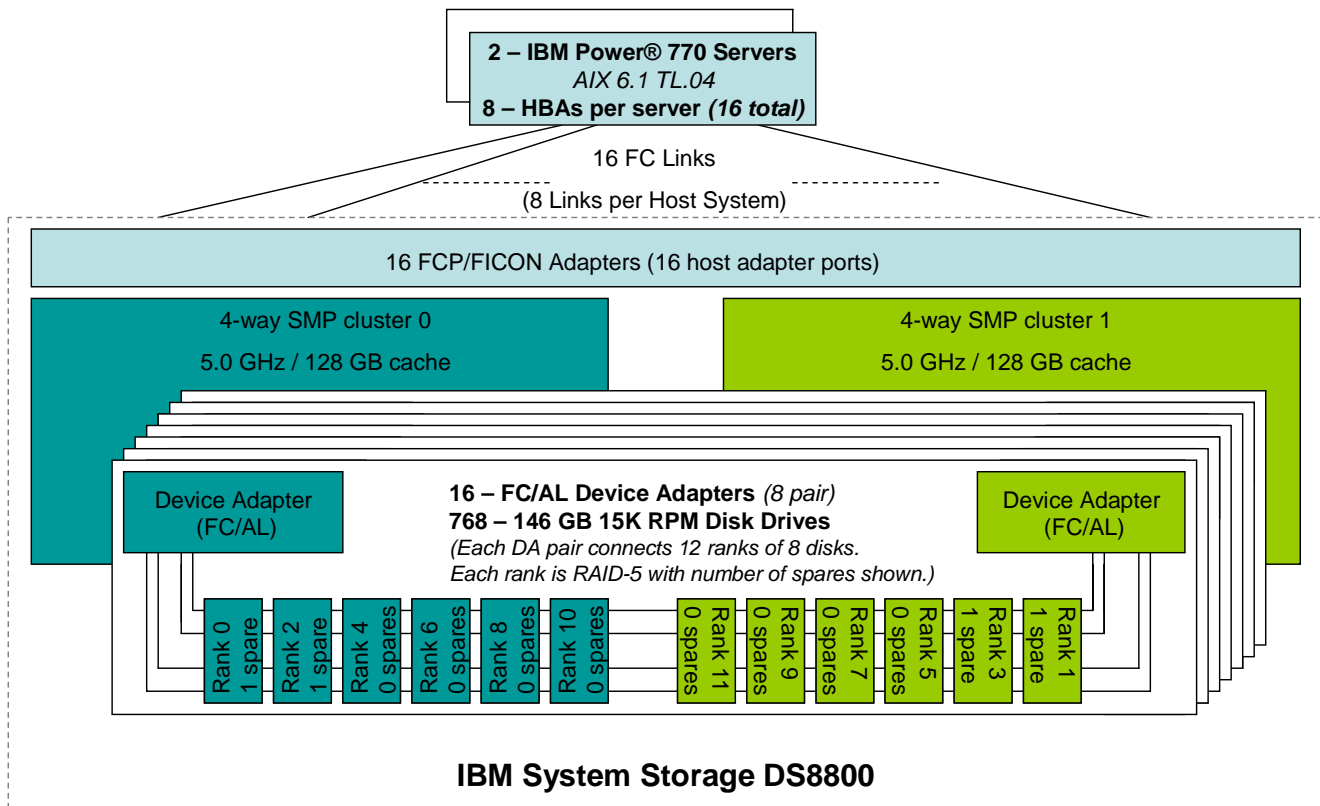 2 – IBM Power® 770 Servers
AIX 6.1 TL.04
8 – HBAs per server (16 total)
16 FC Links
(8 Links per Host System)
16 FCP/FICON Adapters (16 host adapter ports)
4-way SMP cluster 0
5.0 GHz / 128 GB cache
4-way SMP cluster 1
5.0 GHz / 128 GB cache
Device Adapter
(FC/AL)
16 – FC/AL Device Adapters (8 pair)
768 – 146 GB 15K RPM Disk Drives
(Each DA pair connects 12 ranks of 8 disks.
Each rank is RAID-5 with number of spares shown.)
Device Adapter
(FC/AL)
Rank 0
1 spare
Rank 2
1 spare
Rank 4
0 spares
Rank 6
0 spares
Rank 8
0 spares
Rank 10
0 spares
Rank 11
0 spares
Rank 9
0 spares
Rank 7
0 spares
Rank 5
0 spares
Rank 3
1 spare
Rank 1
1 spare
IBM System Storage DS8800